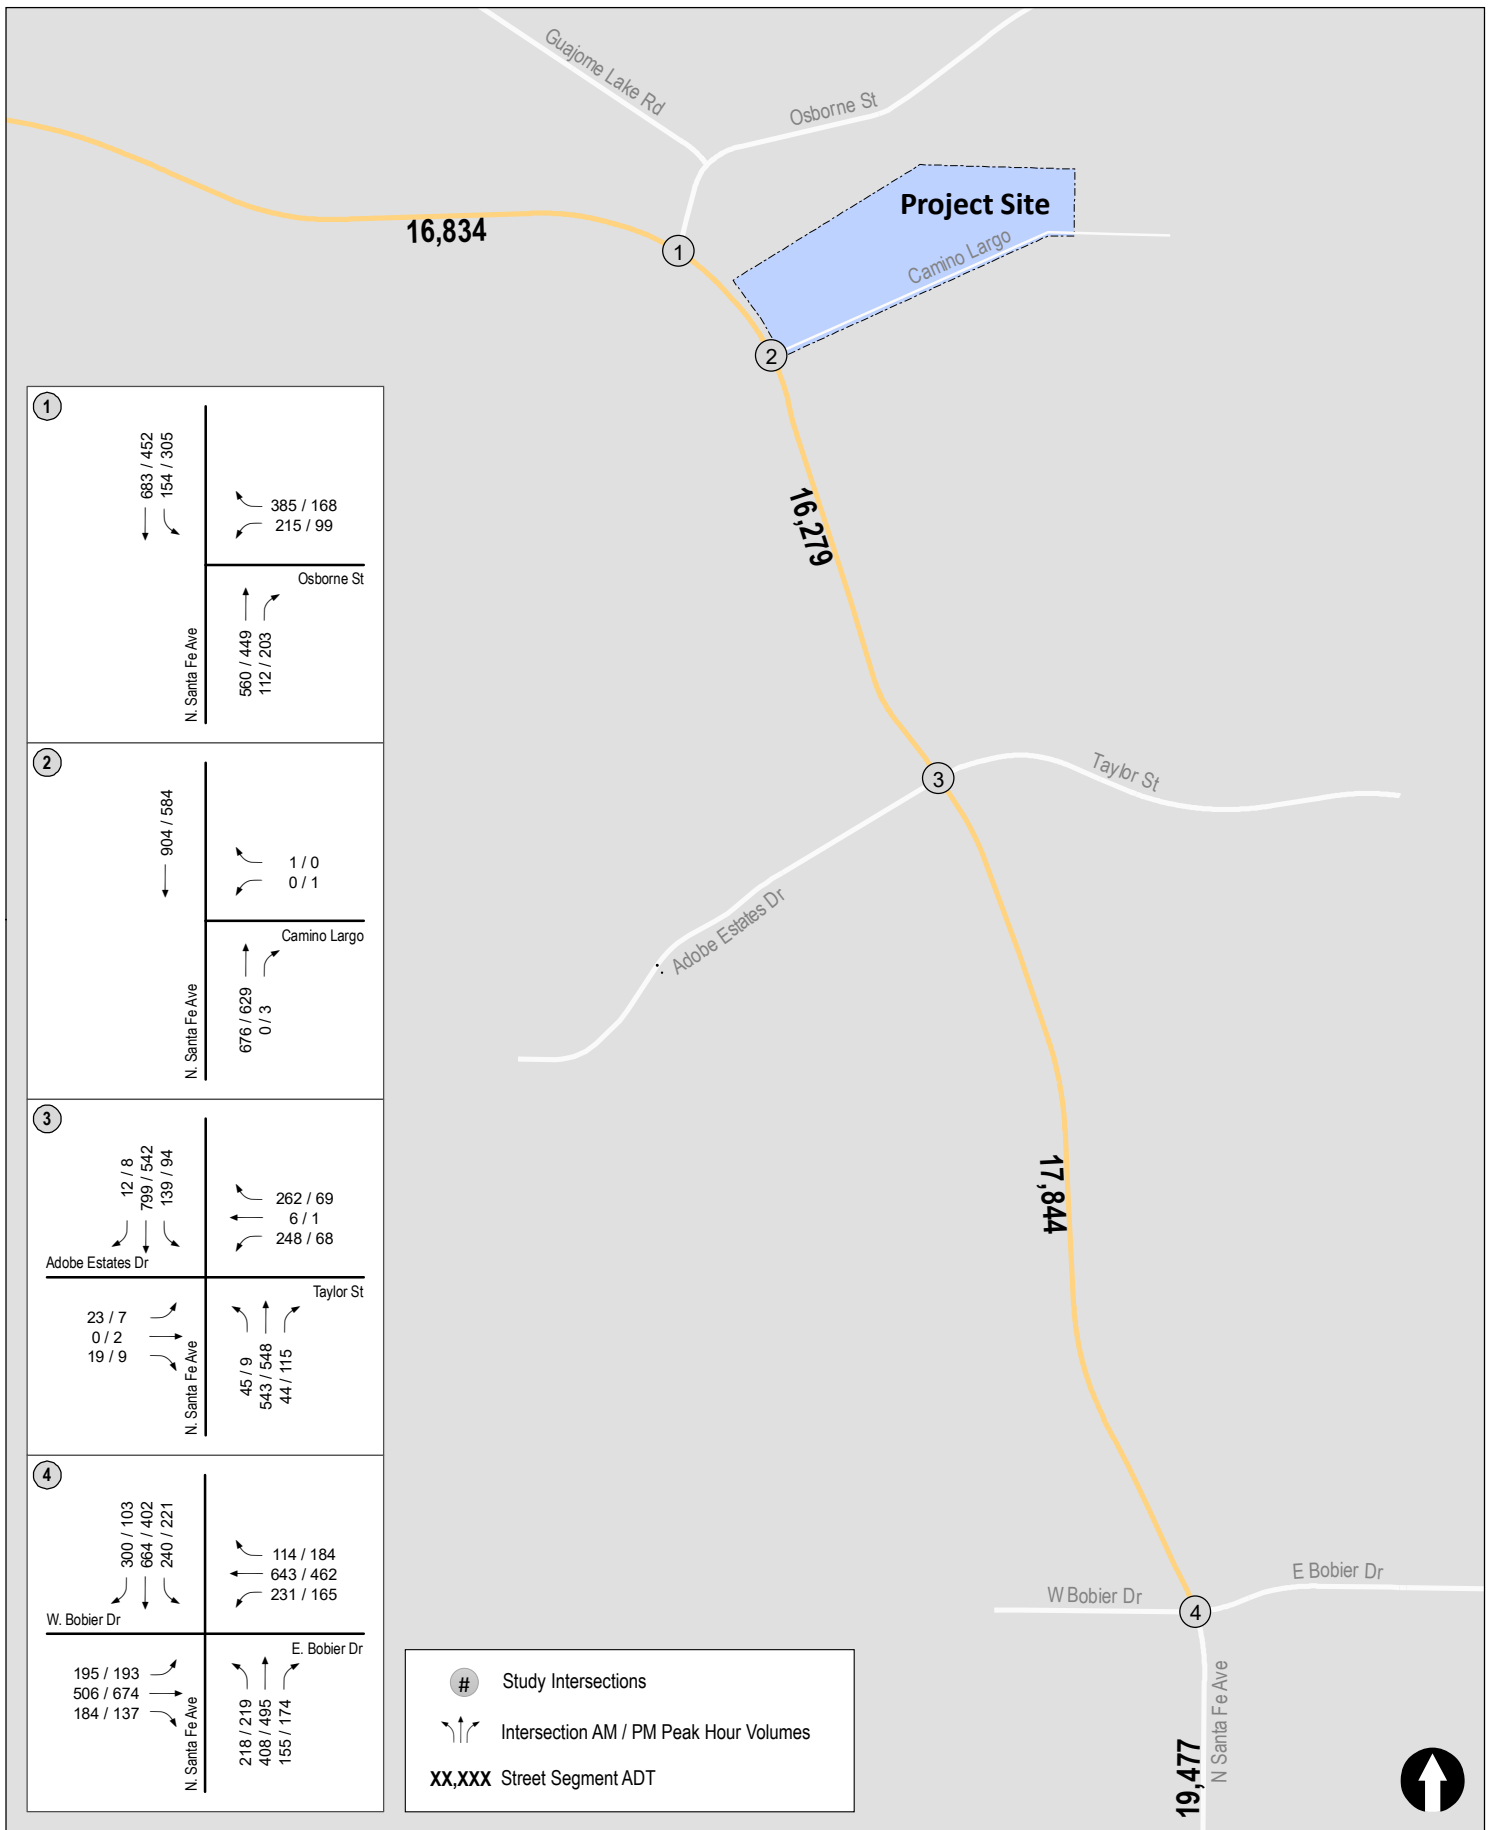 Guajome Lake Rd
Osborne St
Project Site
Camino Largo
16,834
1
2
16,279
3
Taylor St
Adobe Estates Dr
17,844
W Bobier Dr
E Bobier Dr
4
N Santa Fe Ave
19,477
1
683 / 452
154 / 305
385 / 168
215 / 99
Osborne St
N. Santa Fe Ave
560 / 449
112 / 203
2
904 / 584
1 / 0
0 / 1
Camino Largo
N. Santa Fe Ave
676 / 629
0 / 3
3
12 / 8
799 / 542
139 / 94
262 / 69
6 / 1
248 / 68
Adobe Estates Dr
Taylor St
23 / 7
0 / 2
19 / 9
N. Santa Fe Ave
45 / 9
543 / 548
44 / 115
4
300 / 103
664 / 402
240 / 221
114 / 184
643 / 462
231 / 165
W. Bobier Dr
E. Bobier Dr
195 / 193
506 / 674
184 / 137
N. Santa Fe Ave
218 / 219
408 / 495
155 / 174
# Study Intersections
Intersection AM / PM Peak Hour Volumes
XX,XXX Street Segment ADT